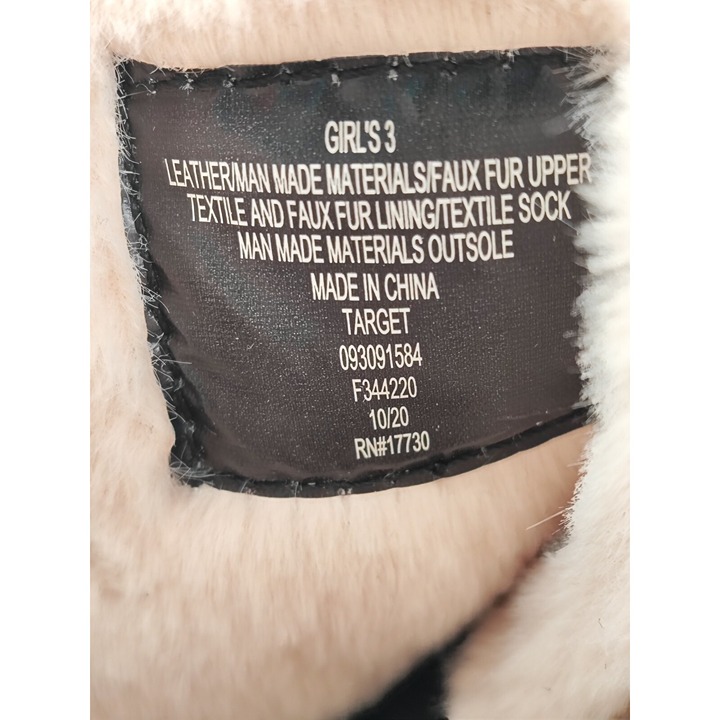 GIRL'S 3
LEATHER/MAN MADE MATERIALS/FAUX FUR UPPER
TEXTILE AND FAUX FUR LINING/TEXTILE SOCK
MAN MADE MATERIALS OUTSOLE
MADE IN CHINA
TARGET
093091584
F344220
10/20
RN#17730